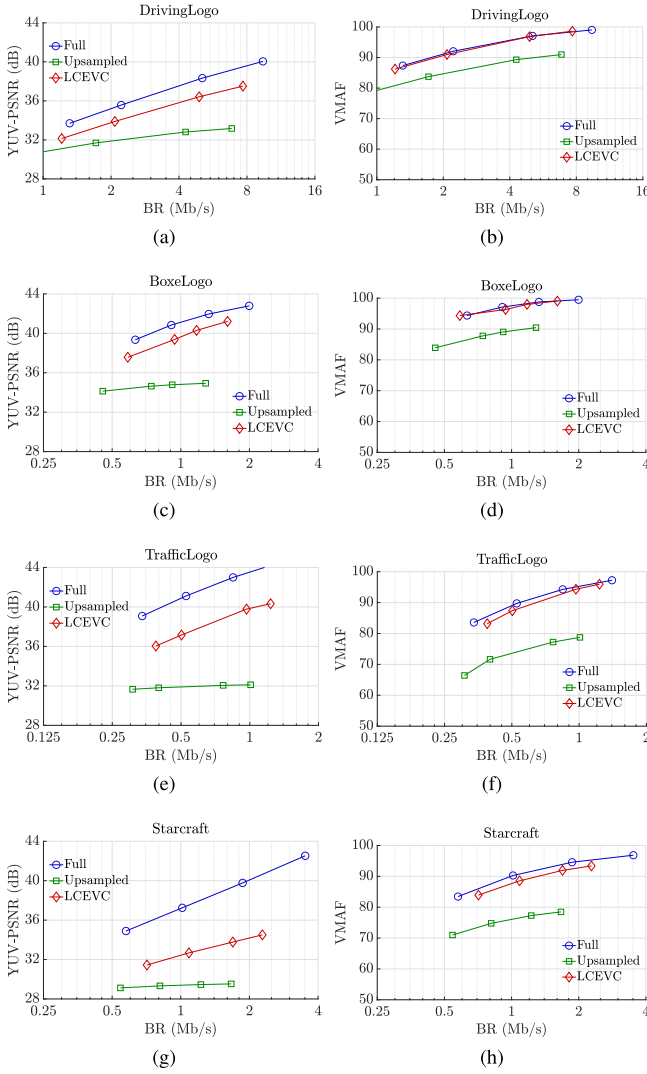 DrivingLogo
YUV-PSNR (dB)
44
40
36
32
28
Full
Upsampled
LCEVC
1
2
4
8
16
BR (Mb/s)
(a)
DrivingLogo
VMAF
100
90
80
70
60
50
Full
Upsampled
LCEVC
1
2
4
8
16
BR (Mb/s)
(b)
BoxeLogo
YUV-PSNR (dB)
44
40
36
32
28
Full
Upsampled
LCEVC
0.25
0.5
1
2
4
BR (Mb/s)
(c)
BoxeLogo
VMAF
100
90
80
70
60
50
Full
Upsampled
LCEVC
0.25
0.5
1
2
4
BR (Mb/s)
(d)
TrafficLogo
YUV-PSNR (dB)
44
40
36
32
28
Full
Upsampled
LCEVC
0.125
0.25
0.5
1
2
BR (Mb/s)
(e)
TrafficLogo
VMAF
100
90
80
70
60
50
Full
Upsampled
LCEVC
0.125
0.25
0.5
1
2
BR (Mb/s)
(f)
Starcraft
YUV-PSNR (dB)
44
40
36
32
28
Full
Upsampled
LCEVC
0.25
0.5
1
2
4
BR (Mb/s)
(g)
Starcraft
VMAF
100
90
80
70
60
50
Full
Upsampled
LCEVC
0.25
0.5
1
2
4
BR (Mb/s)
(h)